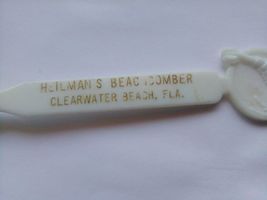 HEILMAN'S BEACHCOMBER
CLEARWATER BEACH, FLA.